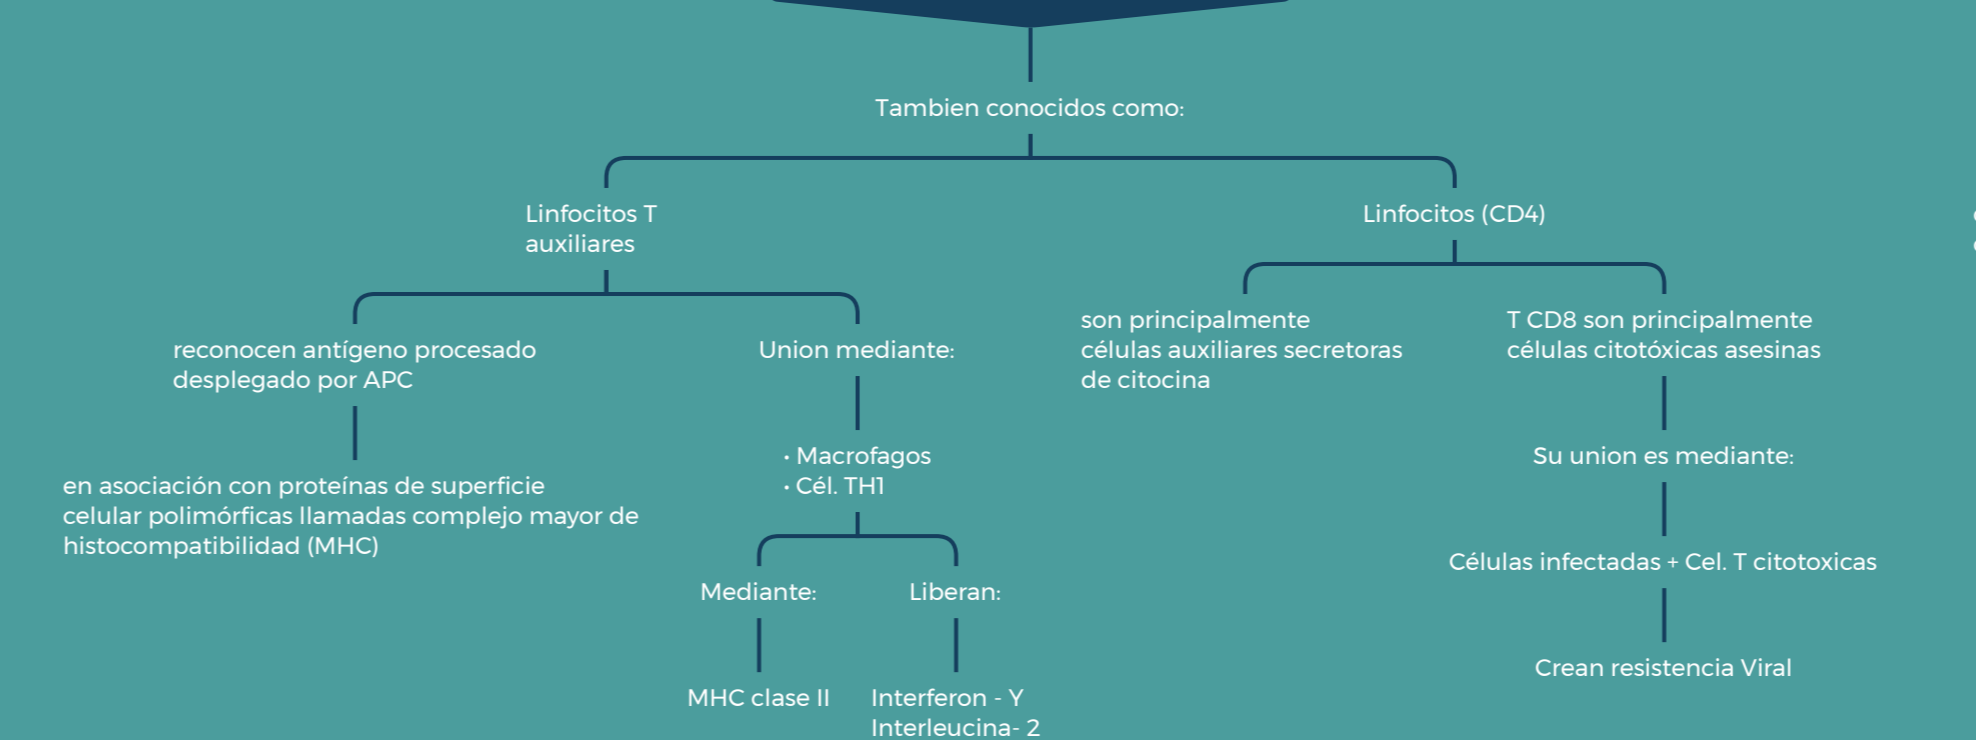 Tambien conocidos como:
Linfocitos T
auxiliares
Linfocitos (CD4)
reconocen antígeno procesado
desplegado por APC
Union mediante:
son principalmente
células auxiliares secretoras
de citocina
T CD8 son principalmente
células citotóxicas asesinas
en asociación con proteínas de superficie
celular polimórficas llamadas complejo mayor de
histocompatibilidad (MHC)
• Macrofagos
• Cél. TH1
Su union es mediante:
Mediante:
Liberan:
Células infectadas + Cel. T citotoxicas
MHC clase II
Interferon - Y
Interleucina- 2
Crean resistencia Viral